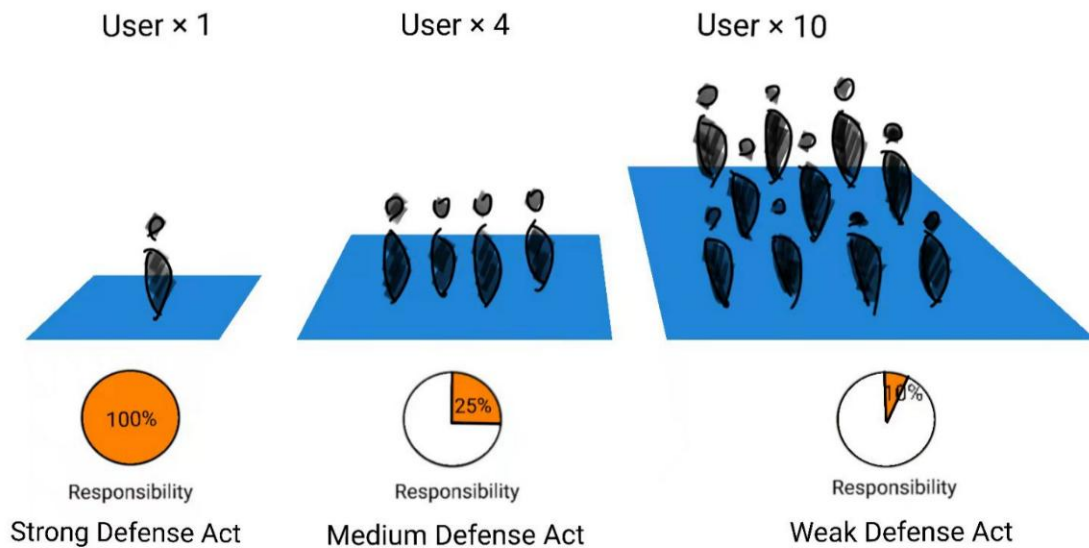 User × 1
User × 4
User × 10
100%
25%
10%
Responsibility
Responsibility
Responsibility
Strong Defense Act
Medium Defense Act
Weak Defense Act